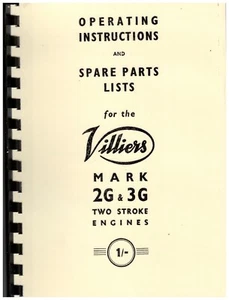 OPERATING
INSTRUCTIONS
AND
SPARE PARTS
LISTS
for the
Villiers
MARK
2G & 3G
TWO STROKE
ENGINES
1/-